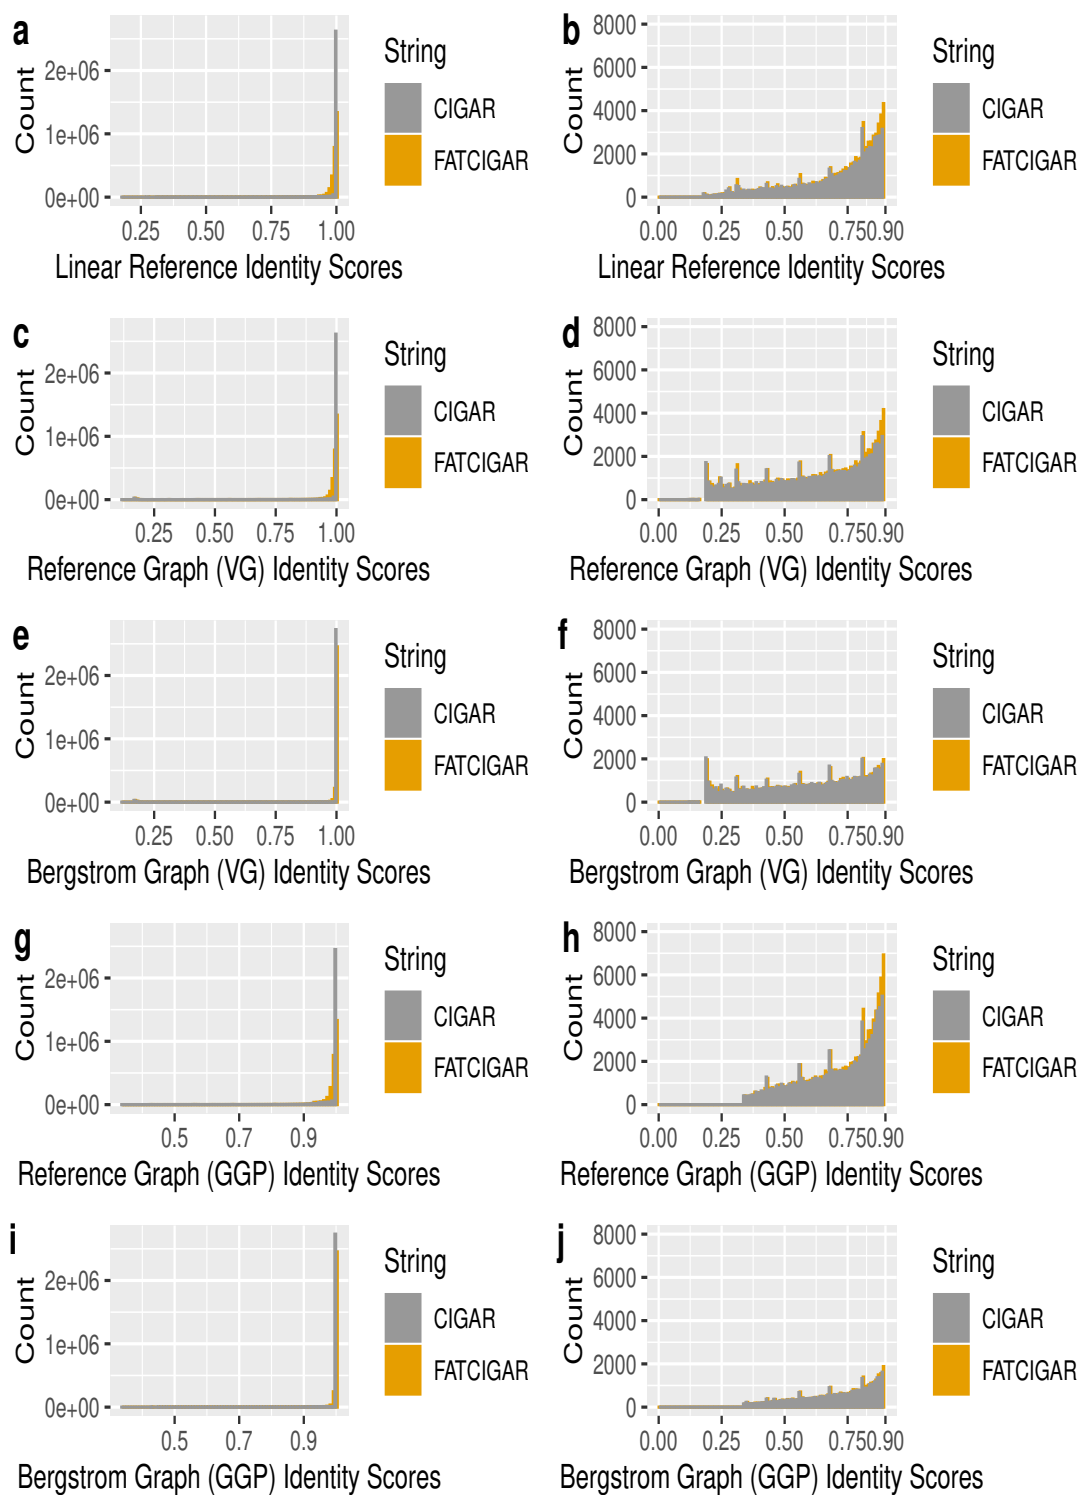 a
Count
2e+06
1e+06
0e+00
0.25 0.50 0.75 1.00
Linear Reference Identity Scores
String
CIGAR
FATCIGAR
b
Count
8000
6000
4000
2000
0
0.00 0.25 0.50 0.750.90
Linear Reference Identity Scores
String
CIGAR
FATCIGAR
c
Count
2e+06
1e+06
0e+00
0.25 0.50 0.75 1.00
Reference Graph (VG) Identity Scores
String
CIGAR
FATCIGAR
d
Count
8000
6000
4000
2000
0
0.00 0.25 0.50 0.750.90
Reference Graph (VG) Identity Scores
String
CIGAR
FATCIGAR
e
Count
2e+06
1e+06
0e+00
0.25 0.50 0.75 1.00
Bergstrom Graph (VG) Identity Scores
String
CIGAR
FATCIGAR
f
Count
8000
6000
4000
2000
0
0.00 0.25 0.50 0.750.90
Bergstrom Graph (VG) Identity Scores
String
CIGAR
FATCIGAR
g
Count
2e+06
1e+06
0e+00
0.5 0.7 0.9
Reference Graph (GGP) Identity Scores
String
CIGAR
FATCIGAR
h
Count
8000
6000
4000
2000
0
0.00 0.25 0.50 0.750.90
Reference Graph (GGP) Identity Scores
String
CIGAR
FATCIGAR
i
Count
2e+06
1e+06
0e+00
0.5 0.7 0.9
Bergstrom Graph (GGP) Identity Scores
String
CIGAR
FATCIGAR
j
Count
8000
6000
4000
2000
0
0.00 0.25 0.50 0.750.90
Bergstrom Graph (GGP) Identity Scores
String
CIGAR
FATCIGAR